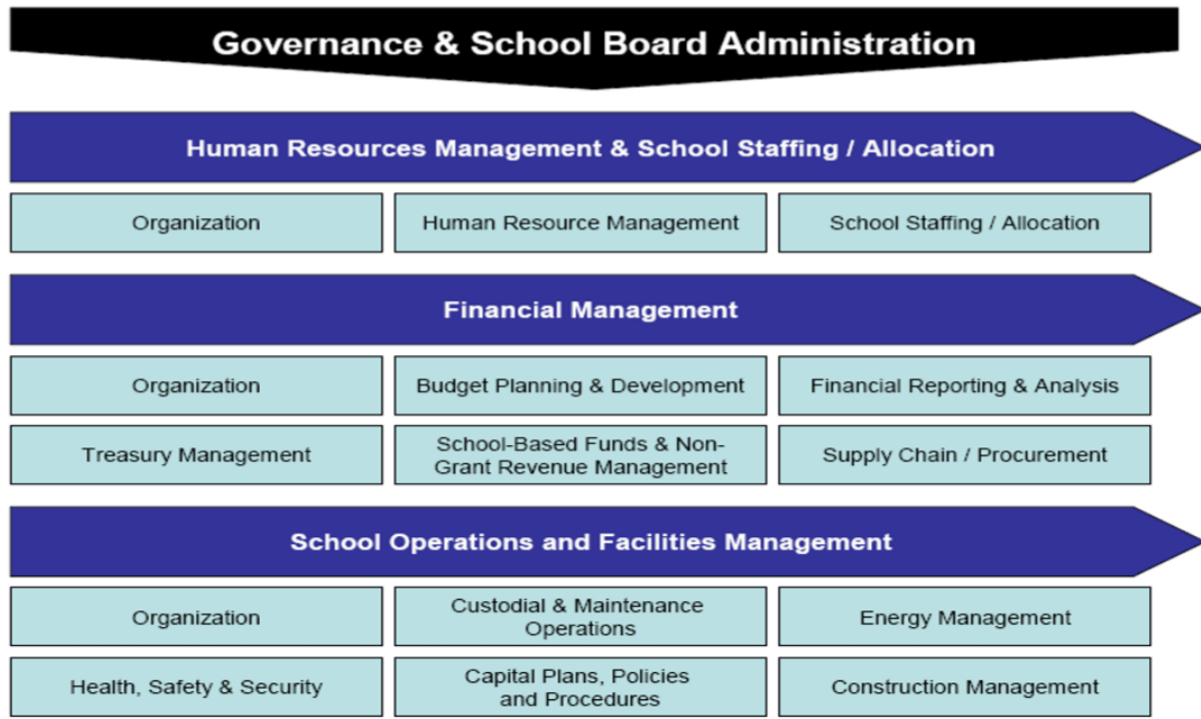 Governance & School Board Administration
Human Resources Management & School Staffing / Allocation
Organization
Human Resource Management
School Staffing / Allocation
Financial Management
Organization
Budget Planning & Development
Financial Reporting & Analysis
Treasury Management
School-Based Funds & Non-
Grant Revenue Management
Supply Chain / Procurement
School Operations and Facilities Management
Organization
Custodial & Maintenance
Operations
Energy Management
Health, Safety & Security
Capital Plans, Policies
and Procedures
Construction Management